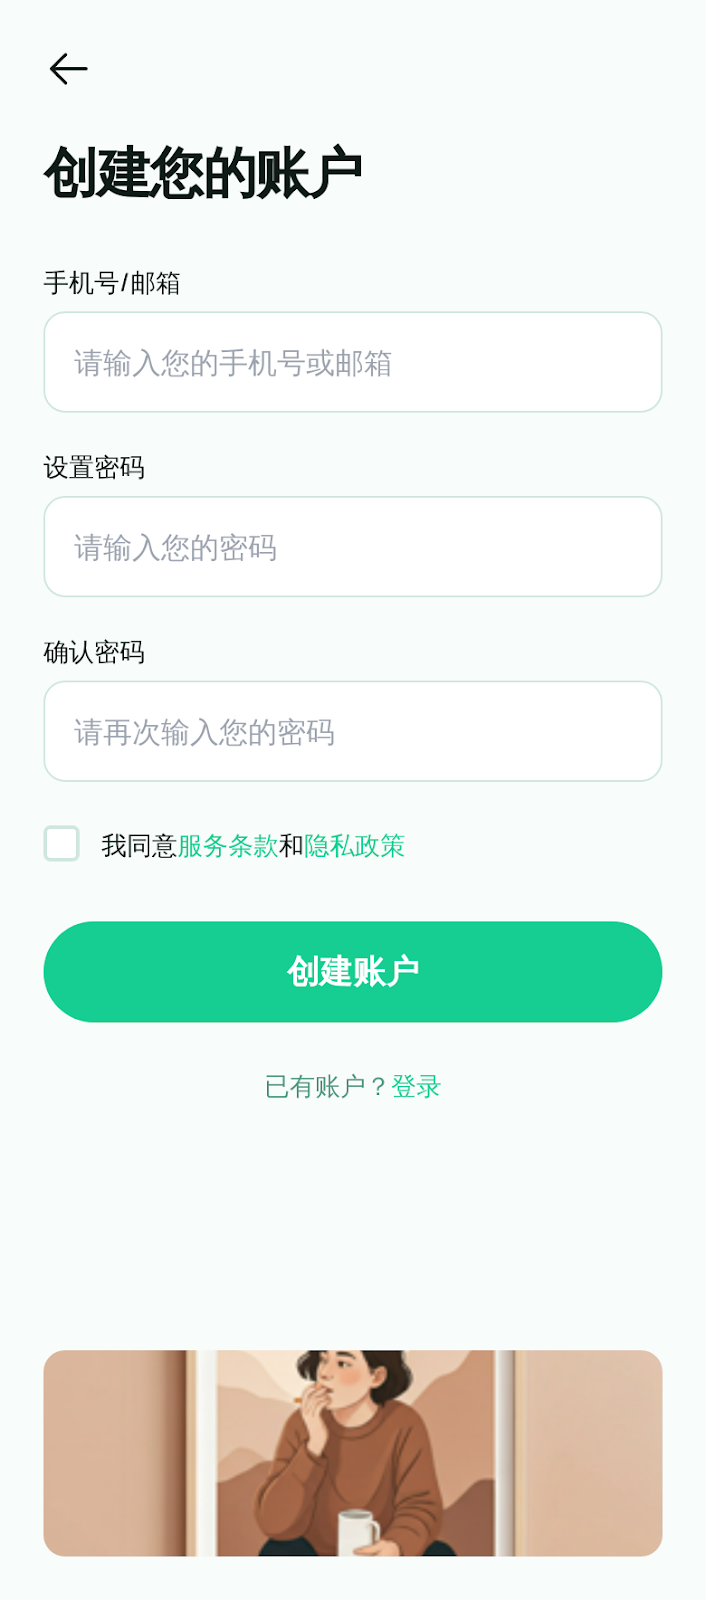 创建您的账户
手机号/邮箱
请输入您的手机号或邮箱
设置密码
请输入您的密码
确认密码
请再次输入您的密码
我同意服务条款和隐私政策
创建账户
已有账户？登录